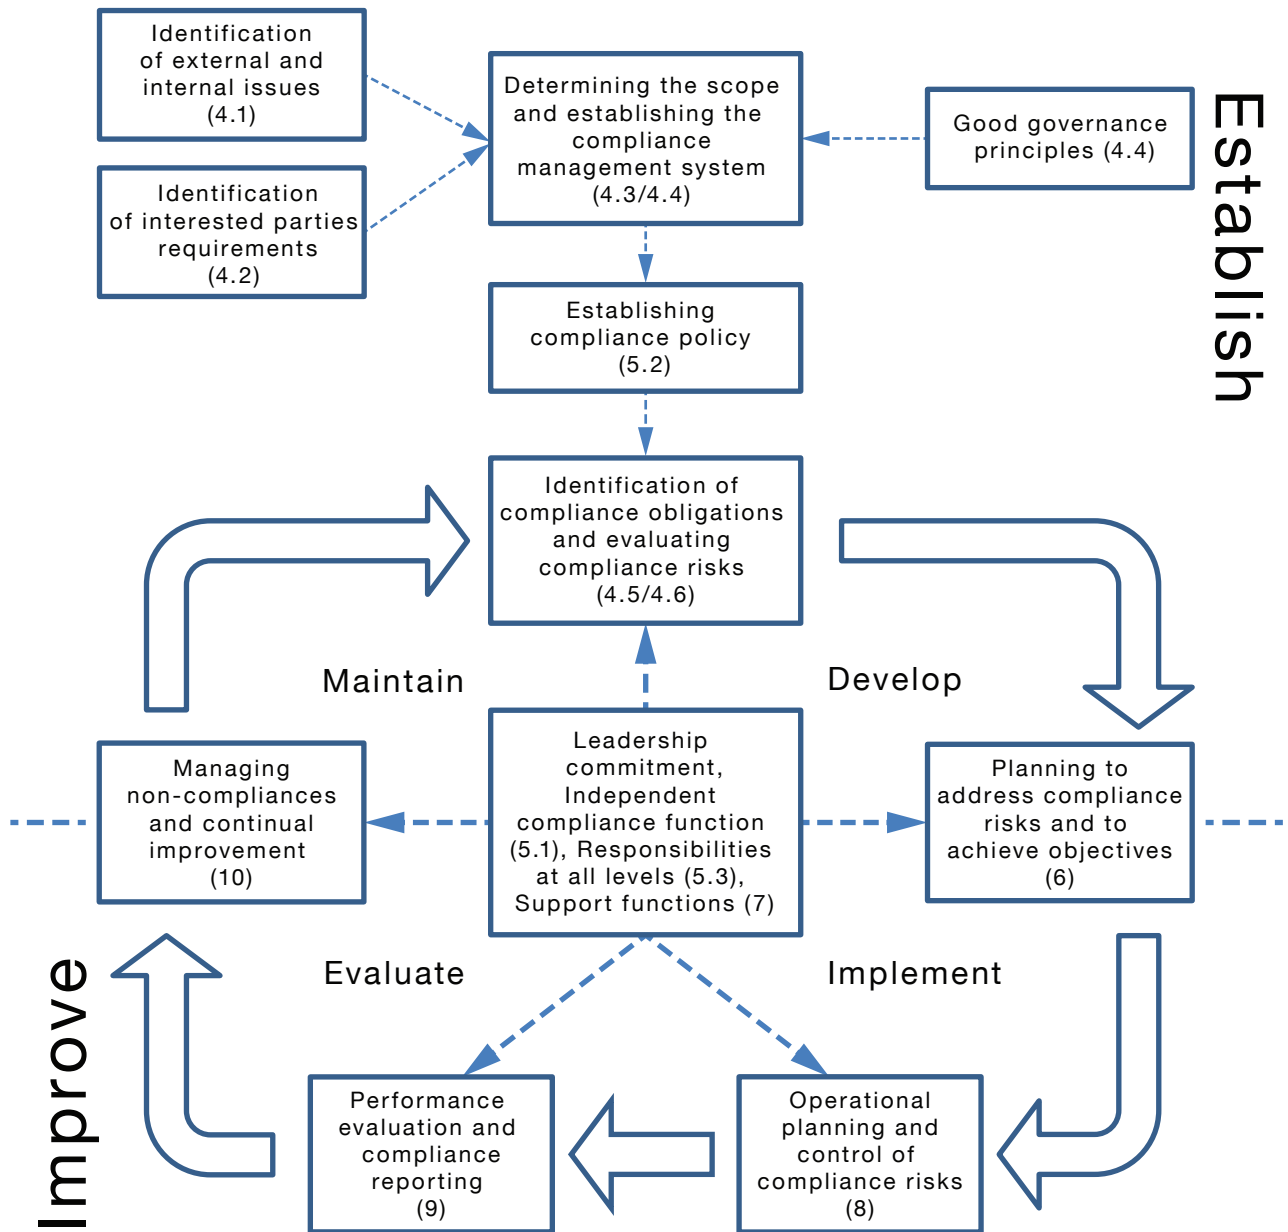 Identification
of external and
internal issues
(4.1)
Identification
of interested parties
requirements
(4.2)
Determining the scope
and establishing the
compliance
management system
(4.3/4.4)
Good governance
principles (4.4)
Establish
Establishing
compliance policy
(5.2)
Identification of
compliance obligations
and evaluating
compliance risks
(4.5/4.6)
Maintain
Develop
Managing
non-compliances
and continual
improvement
(10)
Leadership
commitment,
Independent
compliance function
(5.1), Responsibilities
at all levels (5.3),
Support functions (7)
Planning to
address compliance
risks and to
achieve objectives
(6)
Evaluate
Implement
Improve
Performance
evaluation and
compliance
reporting
(9)
Operational
planning and
control of
compliance risks
(8)